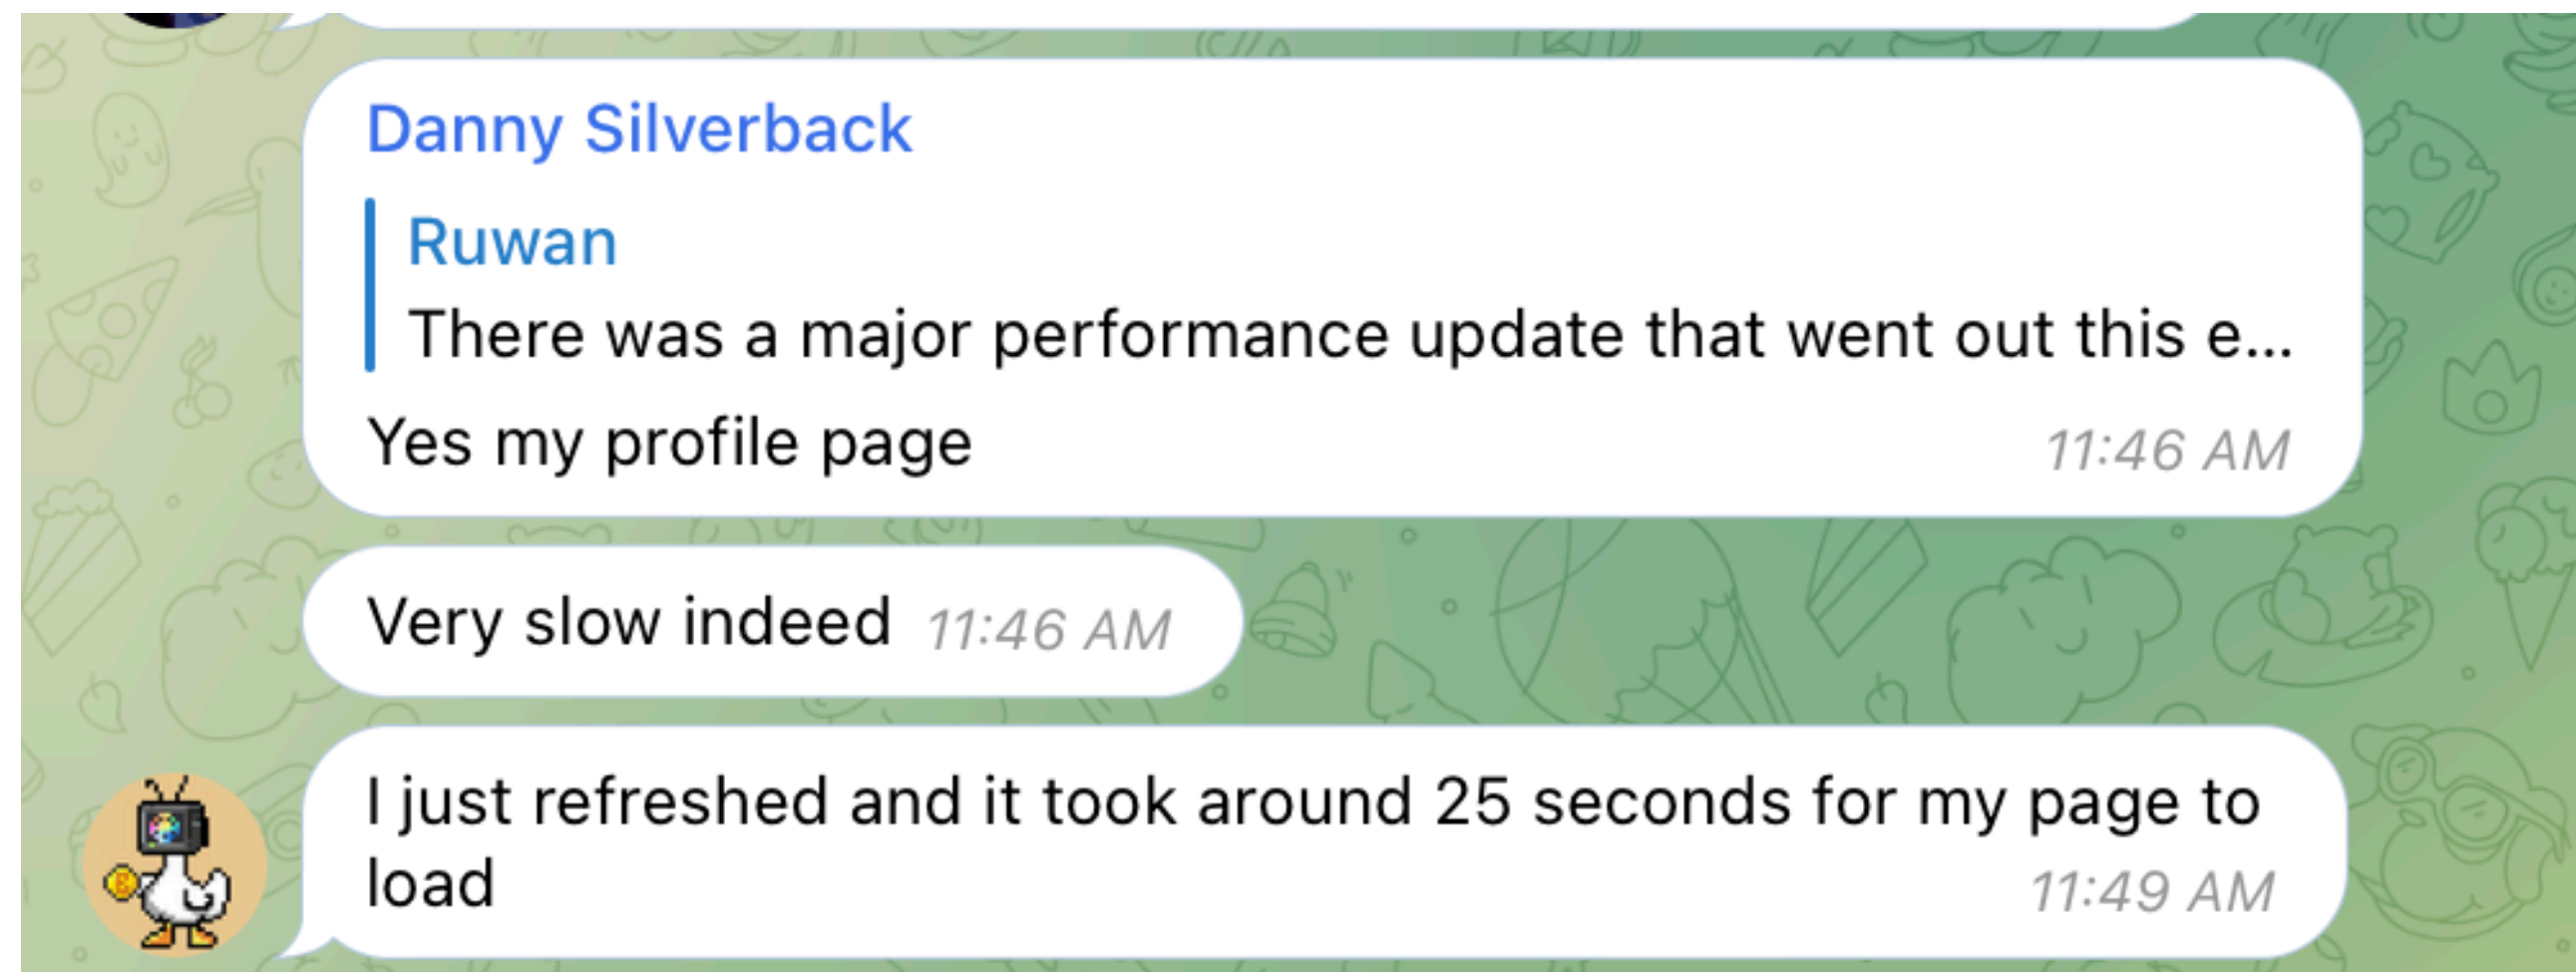 Danny Silverback
Ruwan
There was a major performance update that went out this e...
Yes my profile page
11:46 AM
Very slow indeed 11:46 AM
I just refreshed and it took around 25 seconds for my page to
load
11:49 AM